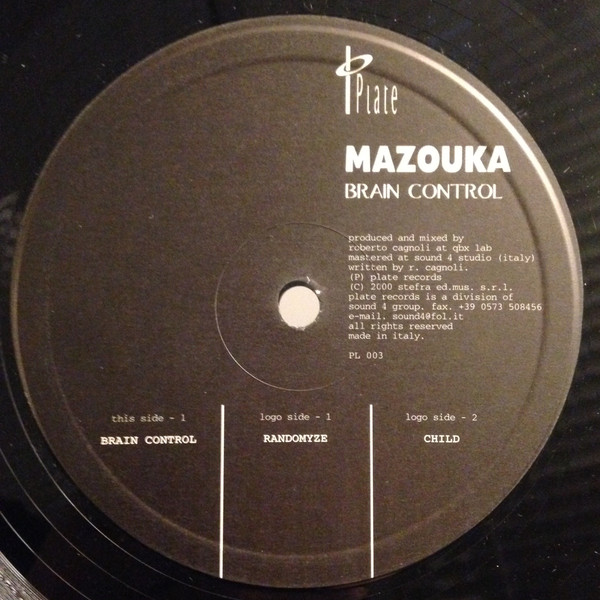 Plate
MAZOUKA
BRAIN CONTROL
produced and mixed by
roberto cagnoli at qbx lab
mastered at sound 4 studio (italy)
written by r. cagnoli.
(P) plate records
(C) 2000 stefra ed.mus. s.r.l.
plate records is a division of
sound 4 group. fax. +39 0573 508456
e-mail. sound4@fol.it
all rights reserved
made in italy.
PL 003
this side - 1
BRAIN CONTROL
logo side - 1
RANDOMYZE
logo side - 2
CHILD